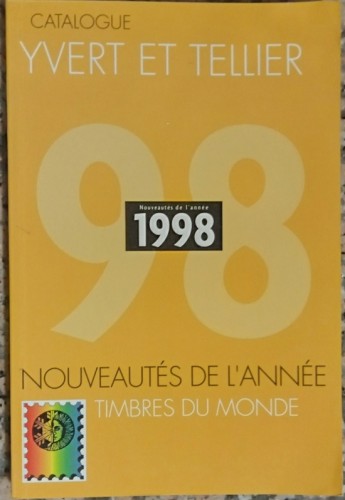 CATALOGUE
YVERT ET TELLIER
98
Nouveautés de l'année
1998
NOUVEAUTÉS DE L'ANNÉE
TIMBRES DU MONDE